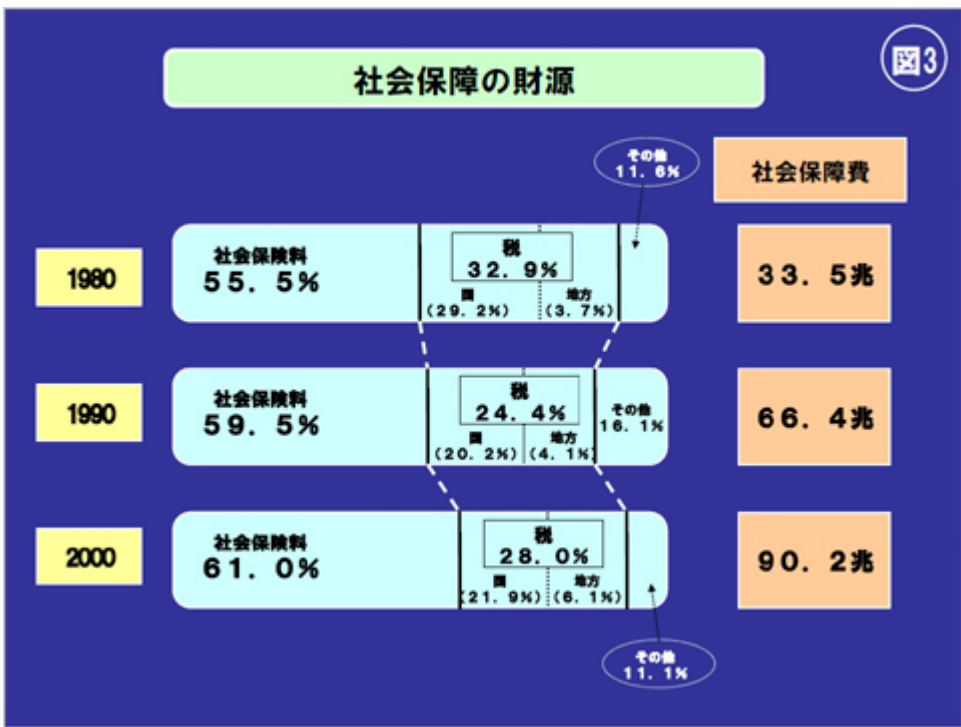 図3
社会保障の財源
その他
11.6%
社会保障費
1980
社会保険料
55.5%
税
32.9%
国
(29.2%)
地方
(3.7%)
33.5兆
1990
社会保険料
59.5%
税
24.4%
国
(20.2%)
地方
(4.1%)
その他
16.1%
66.4兆
2000
社会保険料
61.0%
税
28.0%
国
(21.9%)
地方
(6.1%)
90.2兆
その他
11.1%